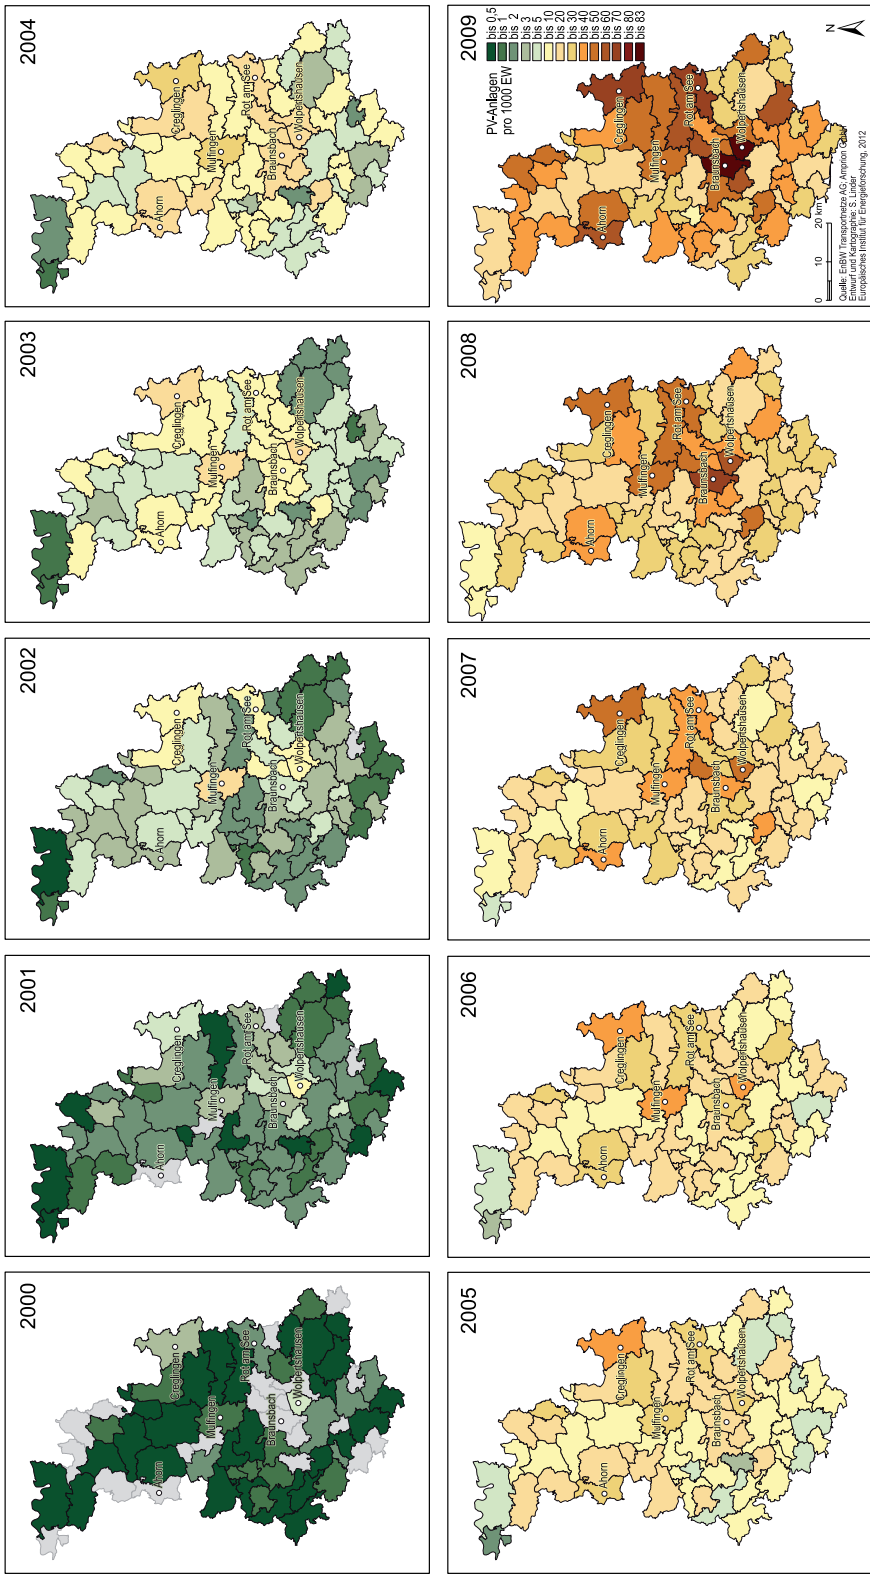 2000
Ahorn
Creglingen
Mulfingen
Rot am See
Braunsbach
Wolpertshausen
2001
Ahorn
Creglingen
Mulfingen
Rot am See
Braunsbach
Wolpertshausen
2002
Ahorn
Creglingen
Mulfingen
Rot am See
Braunsbach
Wolpertshausen
2003
Ahorn
Creglingen
Mulfingen
Rot am See
Braunsbach
Wolpertshausen
2004
Ahorn
Creglingen
Mulfingen
Rot am See
Braunsbach
Wolpertshausen
2005
Ahorn
Creglingen
Mulfingen
Rot am See
Braunsbach
Wolpertshausen
2006
Ahorn
Creglingen
Mulfingen
Rot am See
Braunsbach
Wolpertshausen
2007
Ahorn
Creglingen
Mulfingen
Rot am See
Braunsbach
Wolpertshausen
2008
Ahorn
Creglingen
Mulfingen
Rot am See
Braunsbach
Wolpertshausen
2009
PV-Anlagen
pro 1000 EW
bis 0,5
bis 1
bis 2
bis 3
bis 5
bis 10
bis 20
bis 30
bis 40
bis 50
bis 60
bis 70
bis 80
bis 83
Ahorn
Creglingen
Mulfingen
Rot am See
Braunsbach
Wolpertshausen
N
0 10 20 km
Quelle: EnBW Transportnetze AG; Amprion GmbH
Entwurf und Kartographie: S. Linder
Europäisches Institut für Energieforschung, 2012